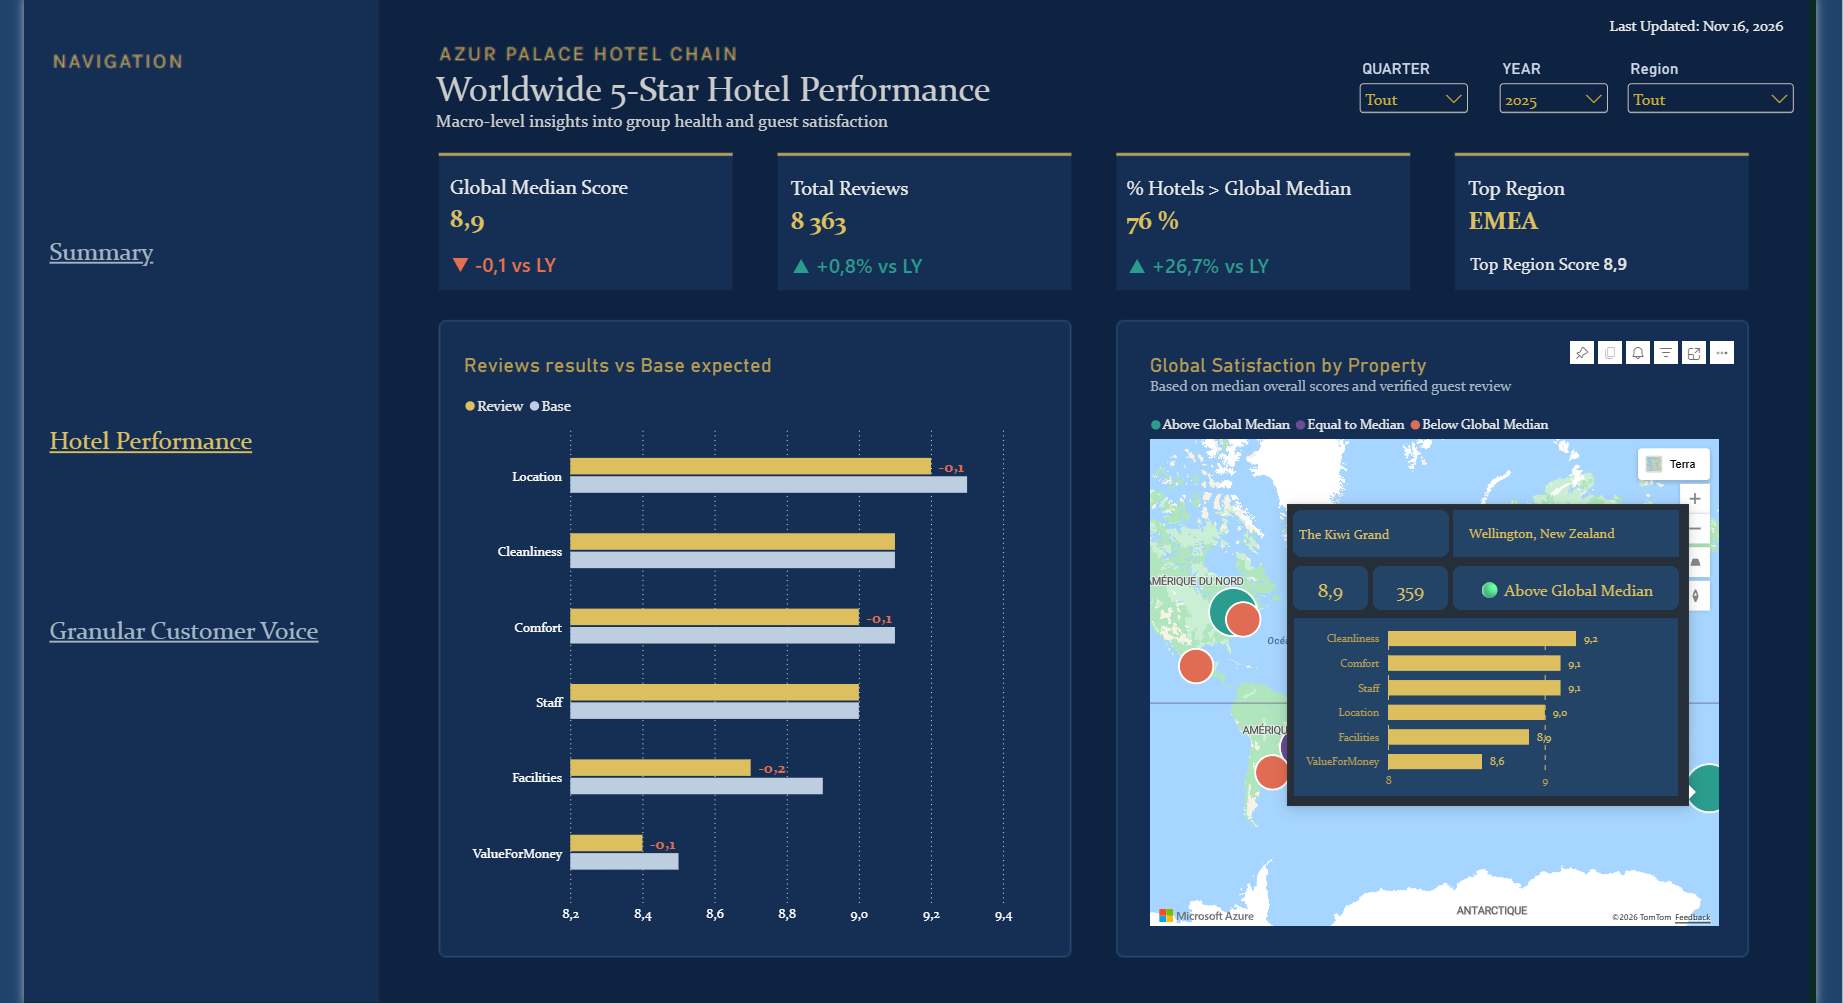 Last Updated: Nov 16, 2026
NAVIGATION
Summary
Hotel Performance
Granular Customer Voice
AZUR PALACE HOTEL CHAIN
Worldwide 5-Star Hotel Performance
Macro-level insights into group health and guest satisfaction
QUARTER
Tout
YEAR
2025
Region
Tout
Global Median Score
8,9
▼ -0,1 vs LY
Total Reviews
8 363
▲ +0,8% vs LY
% Hotels > Global Median
76 %
▲ +26,7% vs LY
Top Region
EMEA
Top Region Score 8,9
Reviews results vs Base expected
Review Base
Location -0,1
Cleanliness
Comfort -0,1
Staff
Facilities -0,2
ValueForMoney -0,1
8,2 8,4 8,6 8,8 9,0 9,2 9,4
Global Satisfaction by Property
Based on median overall scores and verified guest review
Above Global Median Equal to Median Below Global Median
Terra
AMÉRIQUE DU NORD
The Kiwi Grand
Wellington, New Zealand
8,9
359
Above Global Median
Cleanliness 9,2
Comfort 9,1
Staff 9,1
Location 9,0
Facilities 8,9
ValueForMoney 8,6
8 9
Océa
AMÉRIQU
ANTARCTIQUE
Microsoft Azure
©2026 TomTom Feedback